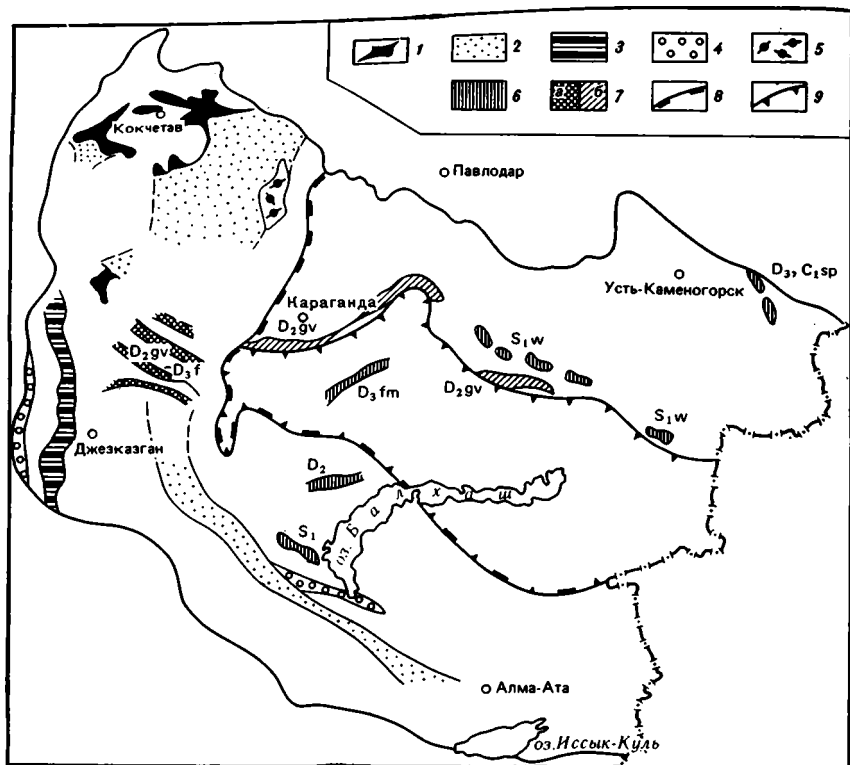 1 2 3 4 5
6 а б 7 8 9
Кокчетав
Павлодар
Усть-Каменогорск
D₃, C₁sp
Караганда
D₂gv
S₁w
D₂gv
D₃f
D₃fm
D₂gv
S₁w
Джезказган
D₂
S₁
оз. Балхаш
Алма-Ата
оз.Иссык-Куль